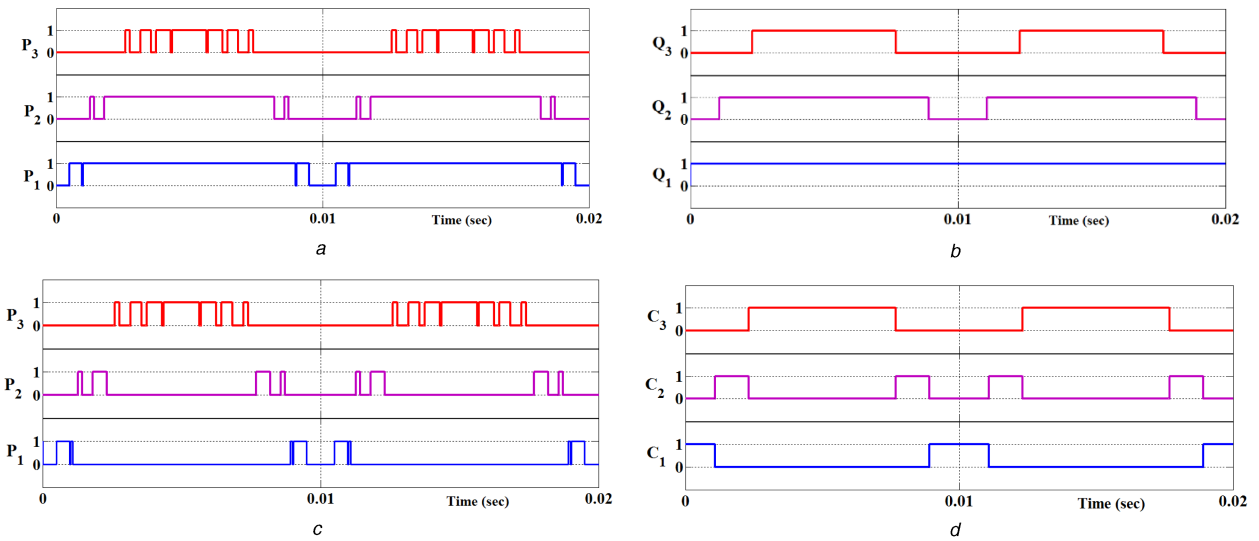 P3 1 0
P2 1 0
P1 1 0
0 0.01 Time (sec) 0.02
a
Q3 1 0
Q2 1 0
Q1 1 0
0 0.01 Time (sec) 0.02
b
P3 1 0
P2 1 0
P1 1 0
0 0.01 Time (sec) 0.02
c
C3 1 0
C2 1 0
C1 1 0
0 0.01 Time (sec) 0.02
d